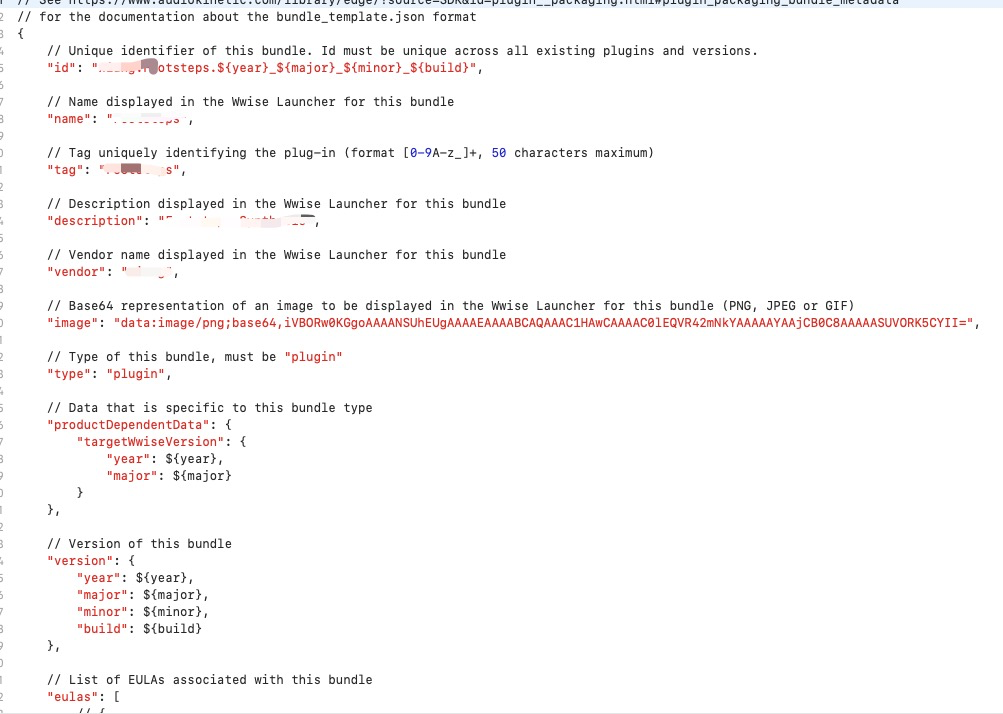 // See https://www.audiokinetic.com/library/edge/?source=SDK&id=plugin__packaging.html#plugin_packaging_bundle_metadata
// for the documentation about the bundle_template.json format
{
// Unique identifier of this bundle. Id must be unique across all existing plugins and versions.
"id": "otsteps.${year}_${major}_${minor}_${build}",
// Name displayed in the Wwise Launcher for this bundle
"name": "
// Tag uniquely identifying the plug-in (format [0-9A-z_]+, 50 characters maximum)
"tag": "
// Description displayed in the Wwise Launcher for this bundle
"description": "
// Vendor name displayed in the Wwise Launcher for this bundle
"vendor": "
// Base64 representation of an image to be displayed in the Wwise Launcher for this bundle (PNG, JPEG or GIF)
"image": "data:image/png;base64,iVBORw0KGgoAAAANSUhEUgAAAAEAAAABCAQAAAC1HAwCAAAAC0lEQVR42mNkYAAAAAYAAjCB0C8AAAAASUVORK5CYII=",
// Type of this bundle, must be "plugin"
"type": "plugin",
// Data that is specific to this bundle type
"productDependentData": {
"targetWwiseVersion": {
"year": ${year},
"major": ${major}
}
},
// Version of this bundle
"version": {
"year": ${year},
"major": ${major},
"minor": ${minor},
"build": ${build}
},
// List of EULAs associated with this bundle
"eulas": [
// {